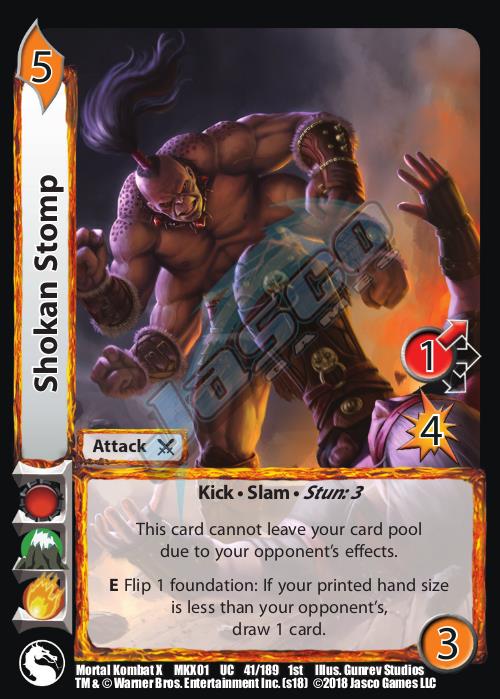 5
Shokan Stomp
Jasco
GAMES
1
4
Attack
Kick • Slam • Stun: 3
This card cannot leave your card pool
due to your opponent's effects.
E Flip 1 foundation: If your printed hand size
is less than your opponent's,
draw 1 card.
3
Mortal Kombat X MKX01 UC 41/189 1st Illus. Gunrev Studios
TM & © Warner Bros. Entertainment Inc. (s18) ©2018 Jasco Games LLC